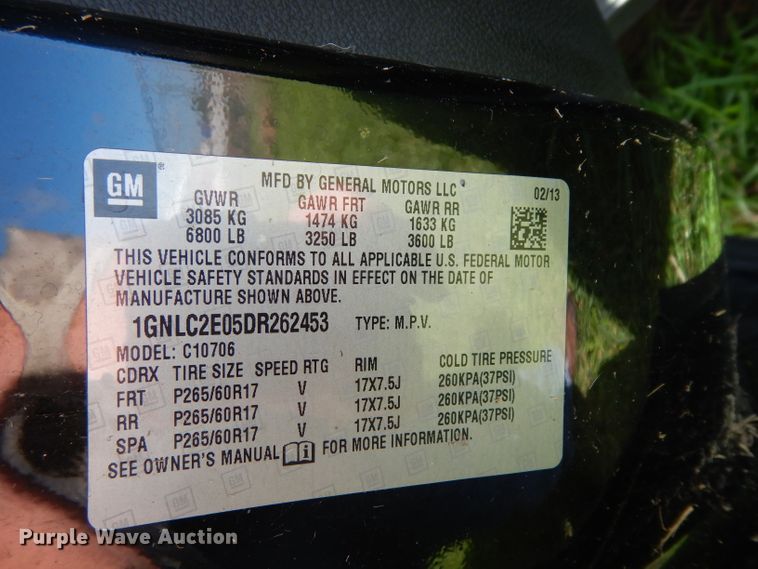 GM ®
MFD BY GENERAL MOTORS LLC
02/13
GVWR GAWR FRT GAWR RR
3085 KG 1474 KG 1633 KG
6800 LB 3250 LB 3600 LB
THIS VEHICLE CONFORMS TO ALL APPLICABLE U.S. FEDERAL MOTOR
VEHICLE SAFETY STANDARDS IN EFFECT ON THE DATE OF
MANUFACTURE SHOWN ABOVE.
1GNLC2E05DR262453 TYPE: M.P.V.
MODEL: C10706
CDRX TIRE SIZE SPEED RTG RIM COLD TIRE PRESSURE
FRT P265/60R17 V 17X7.5J 260KPA(37PSI)
RR P265/60R17 V 17X7.5J 260KPA(37PSI)
SPA P265/60R17 V 17X7.5J 260KPA(37PSI)
SEE OWNER'S MANUAL i FOR MORE INFORMATION.
Purple Wave Auction